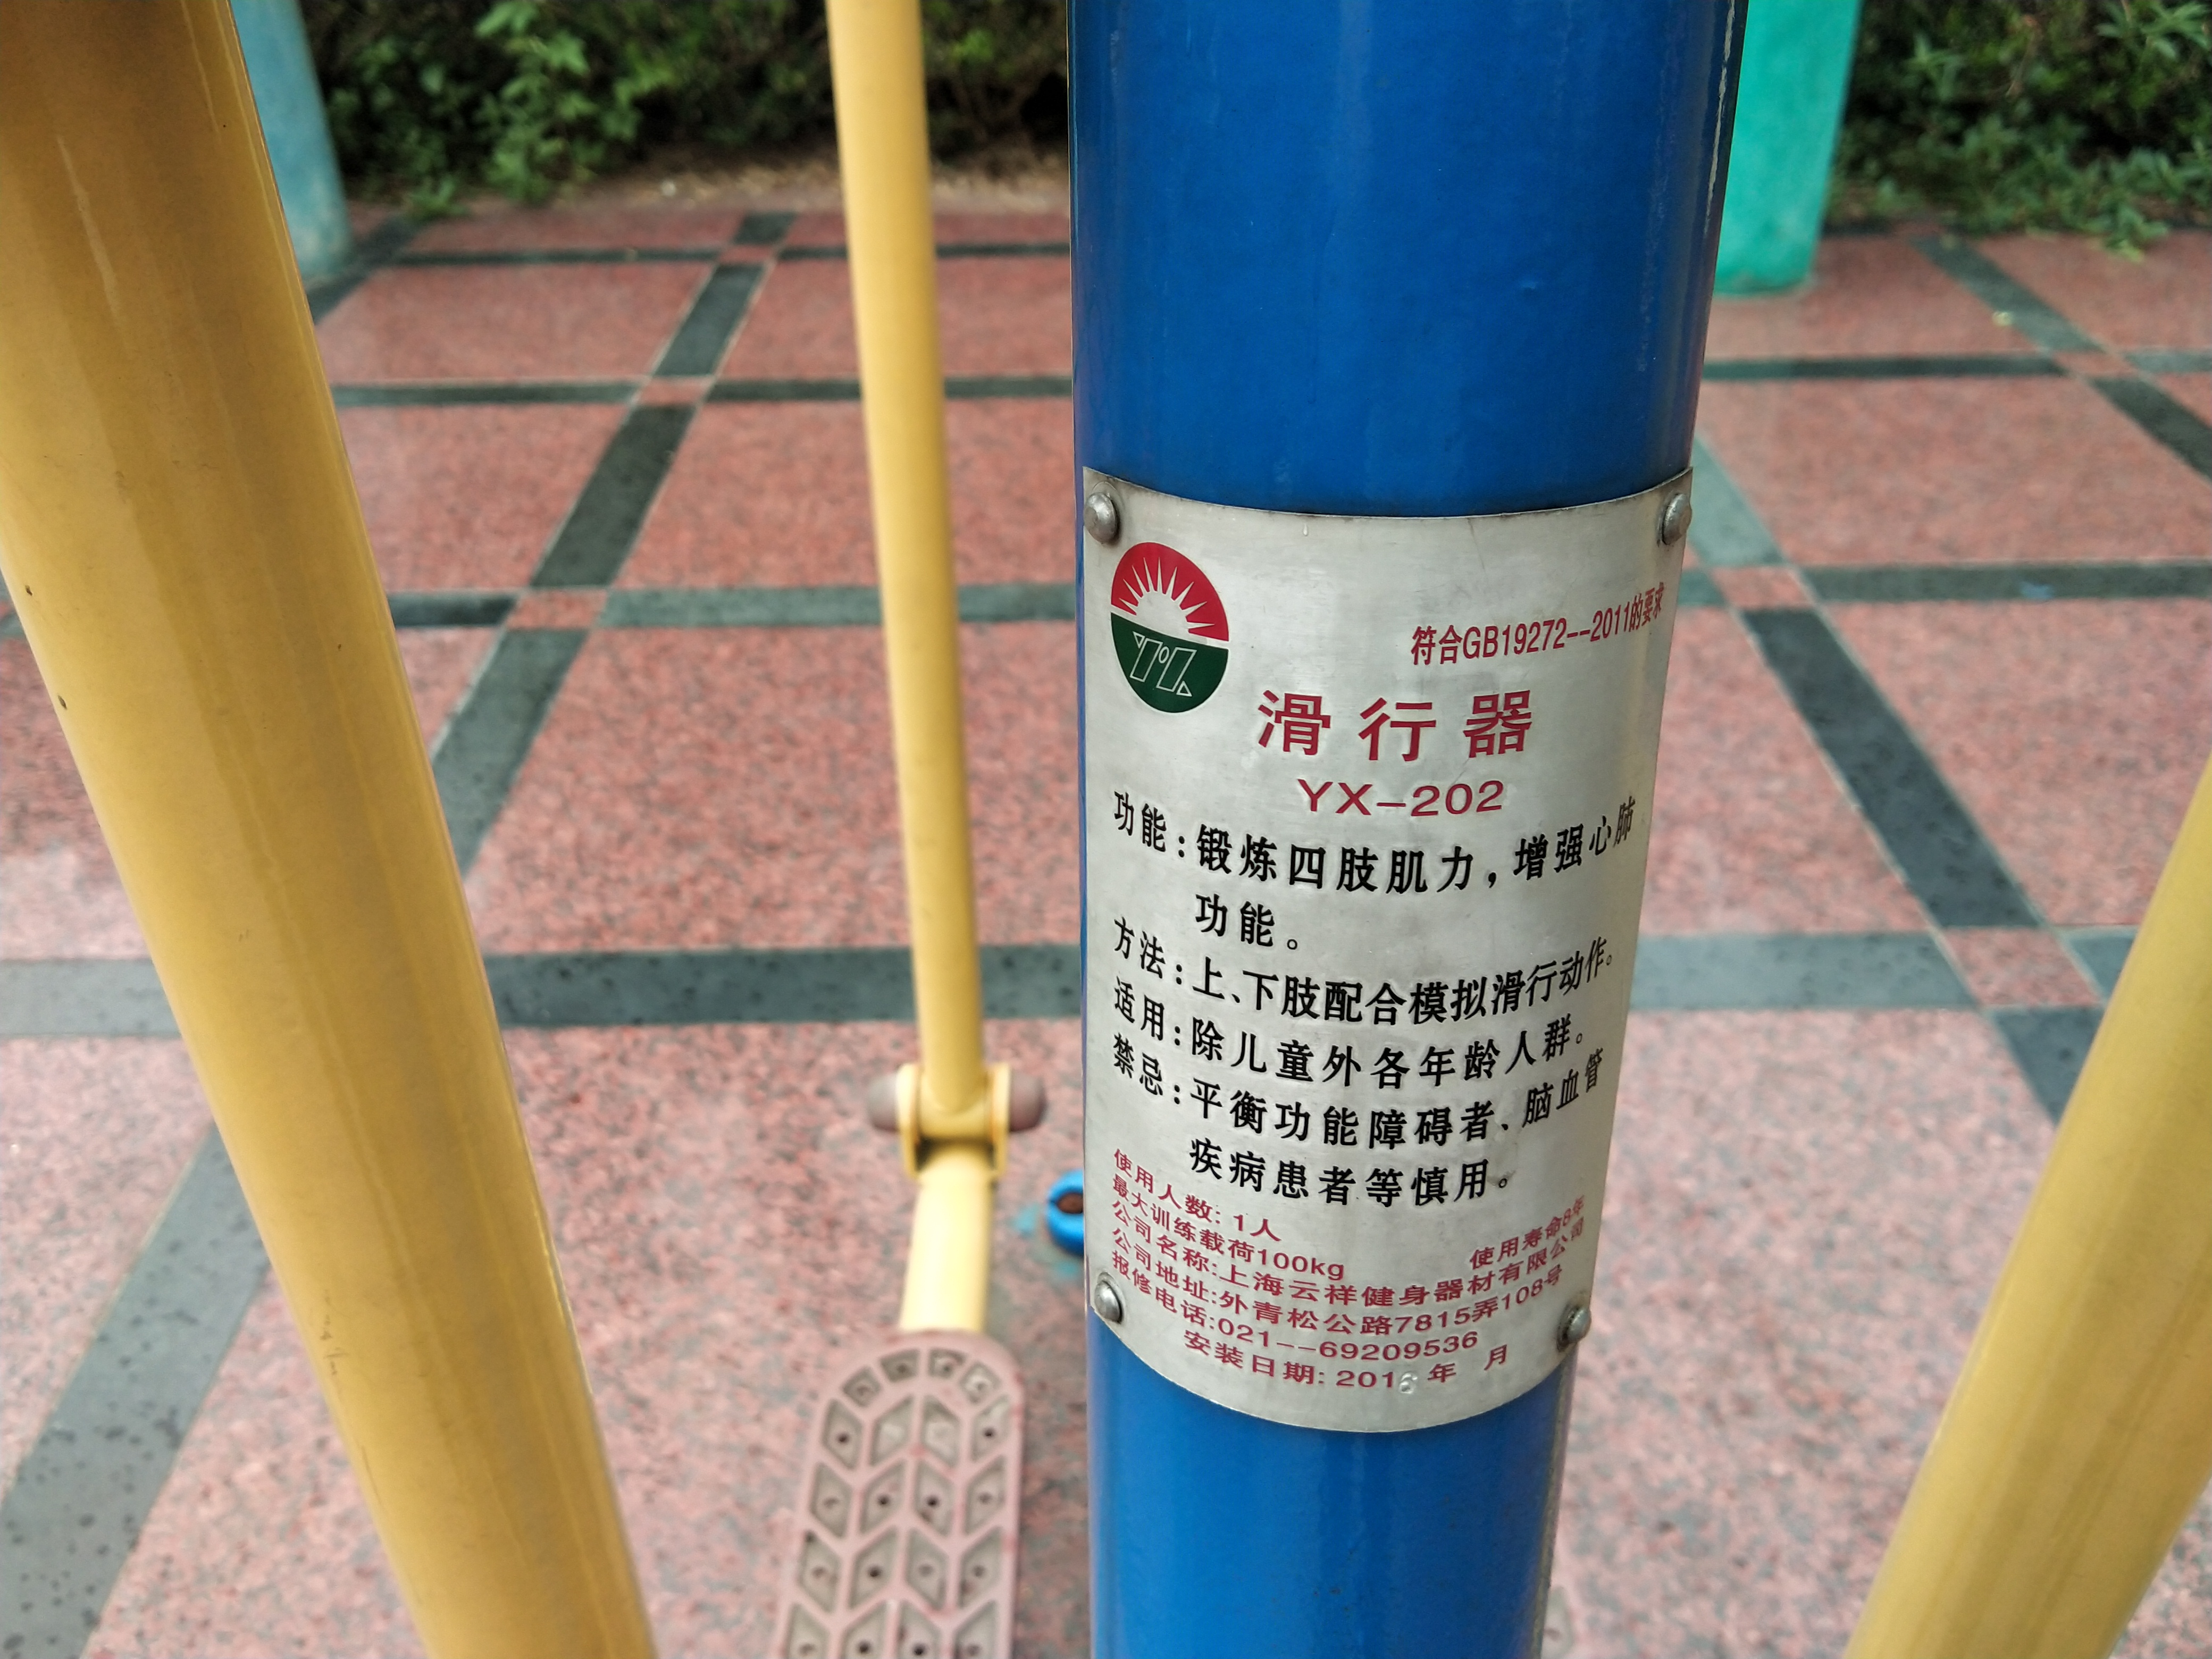 符合GB19272--2011的要求
滑行器
YX-202
功能：锻炼四肢肌力，增强心肺
功能。
方法：上、下肢配合模拟滑行动作。
适用：除儿童外各年龄人群。
禁忌：平衡功能障碍者、脑血管
疾病患者等慎用。
使用人数：1人
最大训练载荷100kg 使用寿命8年
公司名称:上海云祥健身器材有限公司
公司地址:外青松公路7815弄108号
报修电话:021--69209536
安装日期: 2016年 月